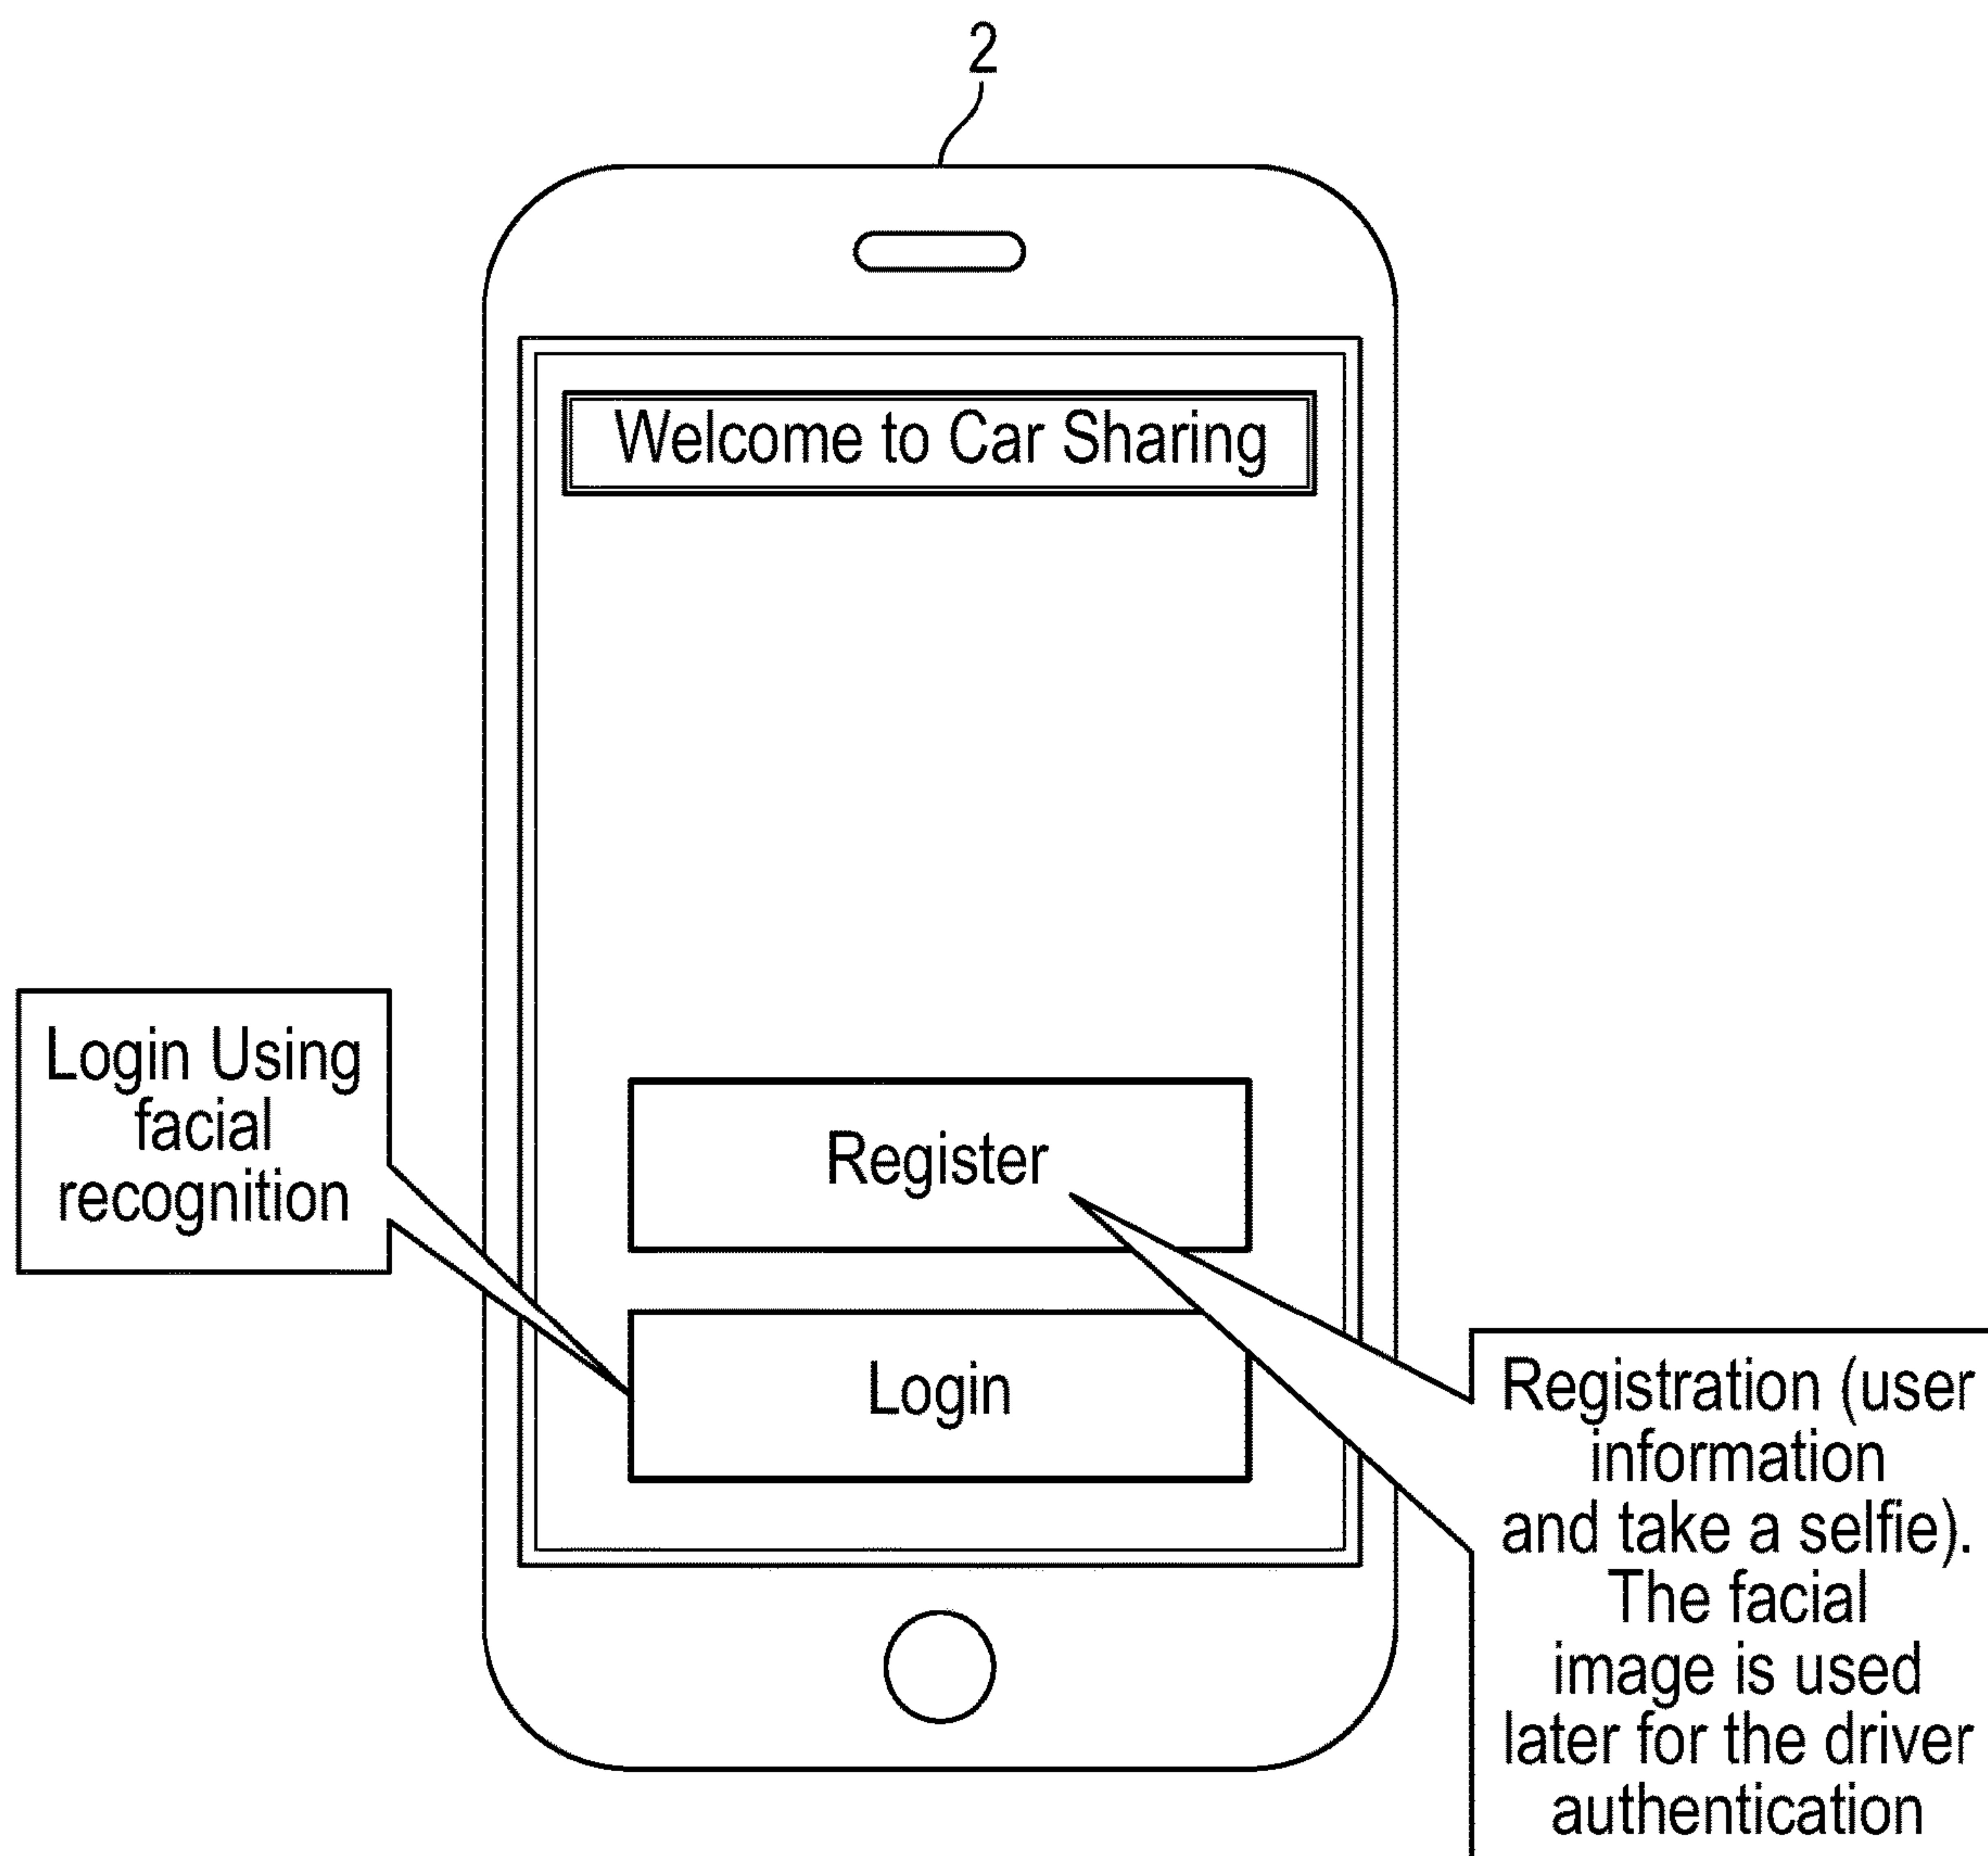 2
Welcome to Car Sharing
Login Using
facial
recognition
Register
Login
Registration (user
information
and take a selfie).
The facial
image is used
later for the driver
authentication